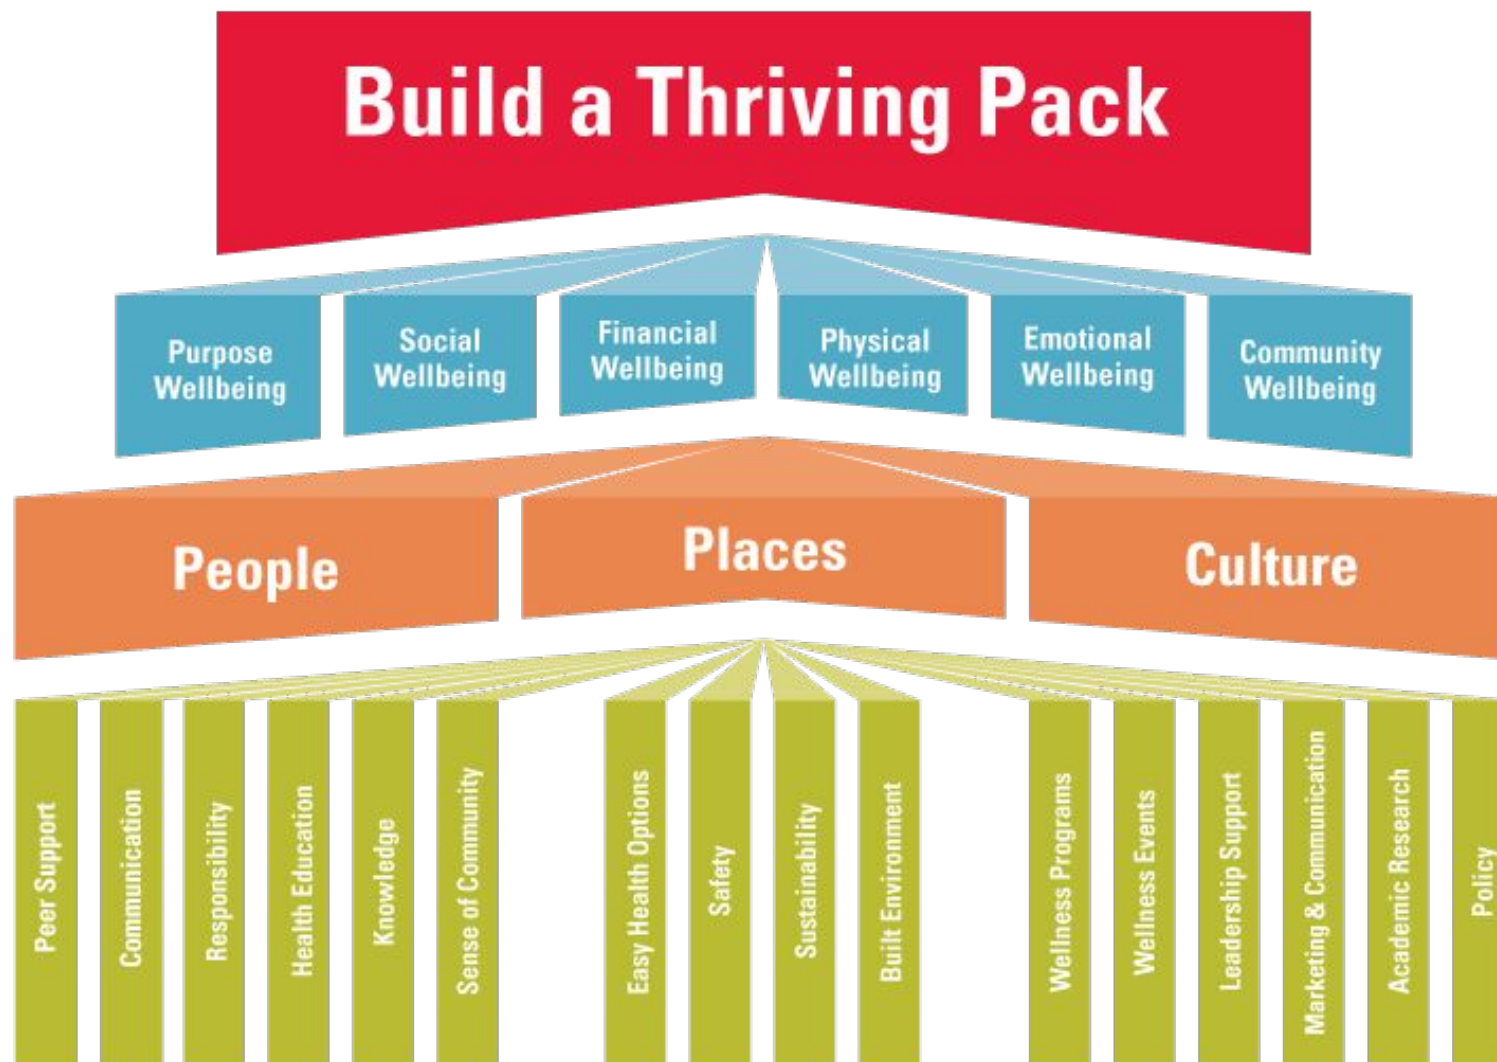 Build a Thriving Pack
Purpose
Wellbeing
Social
Wellbeing
Financial
Wellbeing
Physical
Wellbeing
Emotional
Wellbeing
Community
Wellbeing
People
Places
Culture
Peer Support
Communication
Responsibility
Health Education
Knowledge
Sense of Community
Easy Health Options
Safety
Sustainability
Built Environment
Wellness Programs
Wellness Events
Leadership Support
Marketing & Communication
Academic Research
Policy